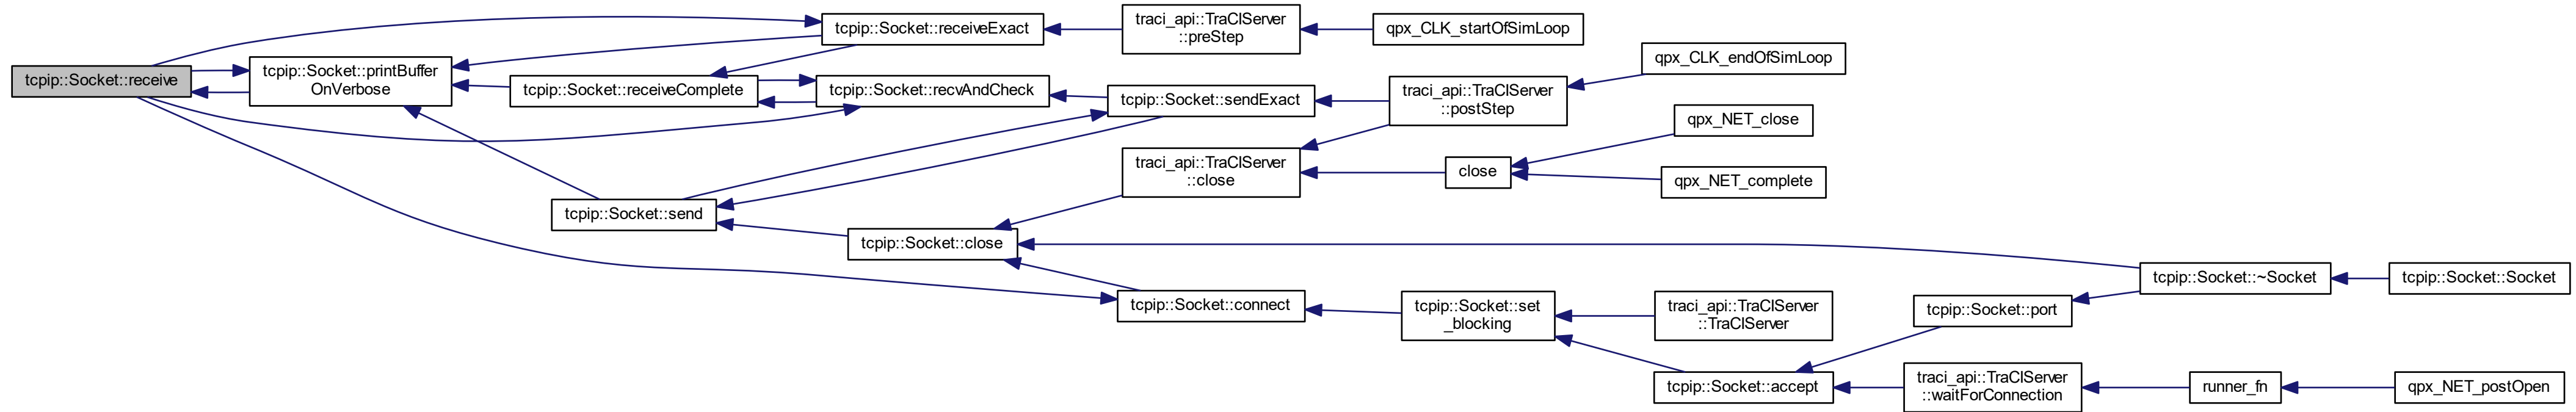 tcpip::Socket::receive
tcpip::Socket::printBuffer
OnVerbose
tcpip::Socket::receiveExact
tcpip::Socket::receiveComplete
tcpip::Socket::recvAndCheck
tcpip::Socket::send
tcpip::Socket::close
traci_api::TraCIServer
::preStep
qpx_CLK_startOfSimLoop
tcpip::Socket::sendExact
traci_api::TraCIServer
::postStep
qpx_CLK_endOfSimLoop
traci_api::TraCIServer
::close
close
qpx_NET_close
qpx_NET_complete
tcpip::Socket::connect
tcpip::Socket::set
_blocking
traci_api::TraCIServer
::TraCIServer
tcpip::Socket::accept
tcpip::Socket::port
traci_api::TraCIServer
::waitForConnection
tcpip::Socket::~Socket
tcpip::Socket::Socket
runner_fn
qpx_NET_postOpen